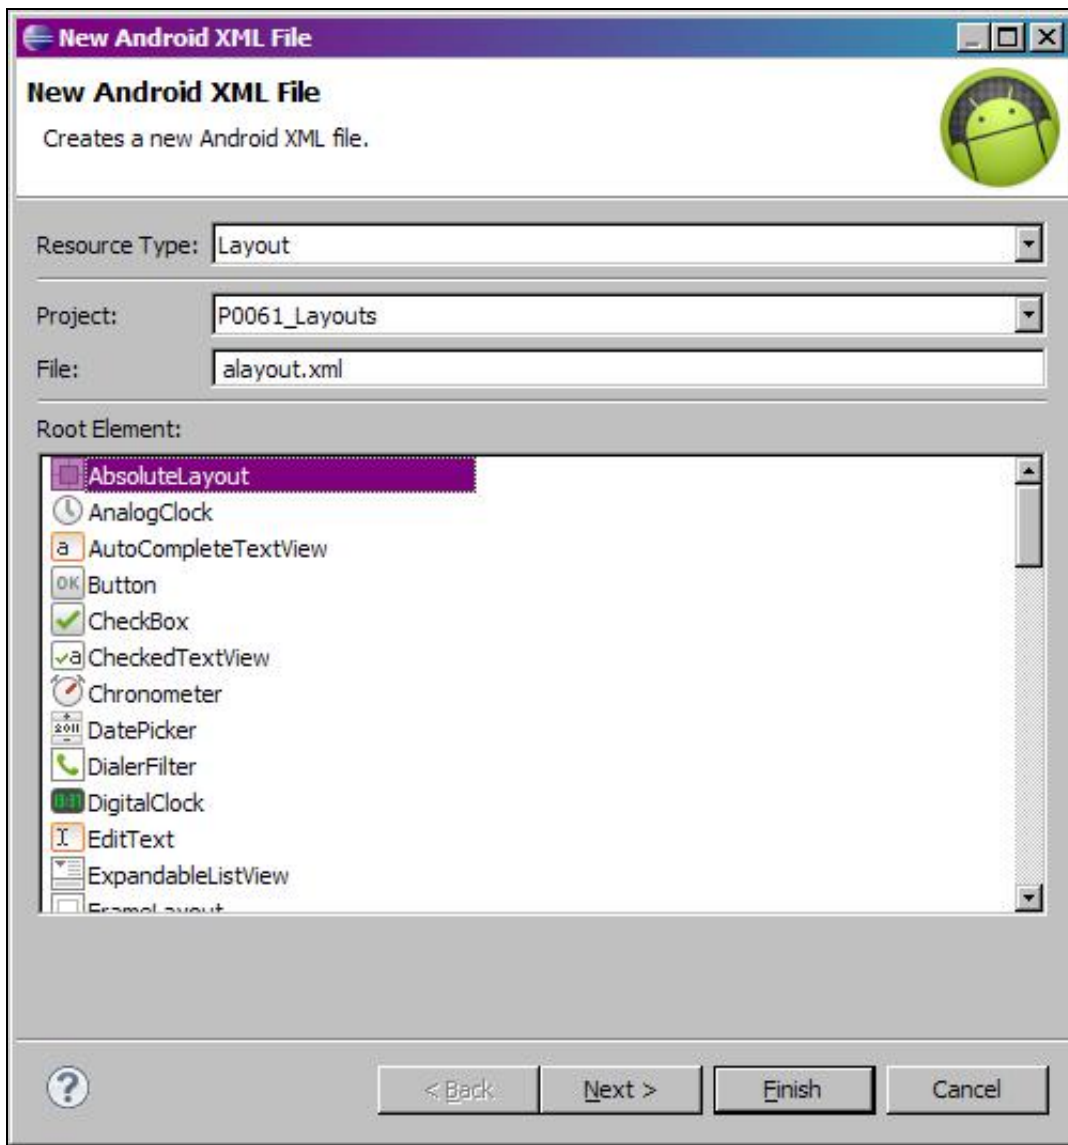 New Android XML File
New Android XML File
Creates a new Android XML file.
Resource Type: Layout
Project: P0061_Layouts
File: alayout.xml
Root Element:
AbsoluteLayout
AnalogClock
a AutoCompleteTextView
OK Button
CheckBox
a CheckedTextView
Chronometer
2011 DatePicker
DialerFilter
DigitalClock
EditText
ExpandableListView
FrameLayout
? < Back Next > Finish Cancel